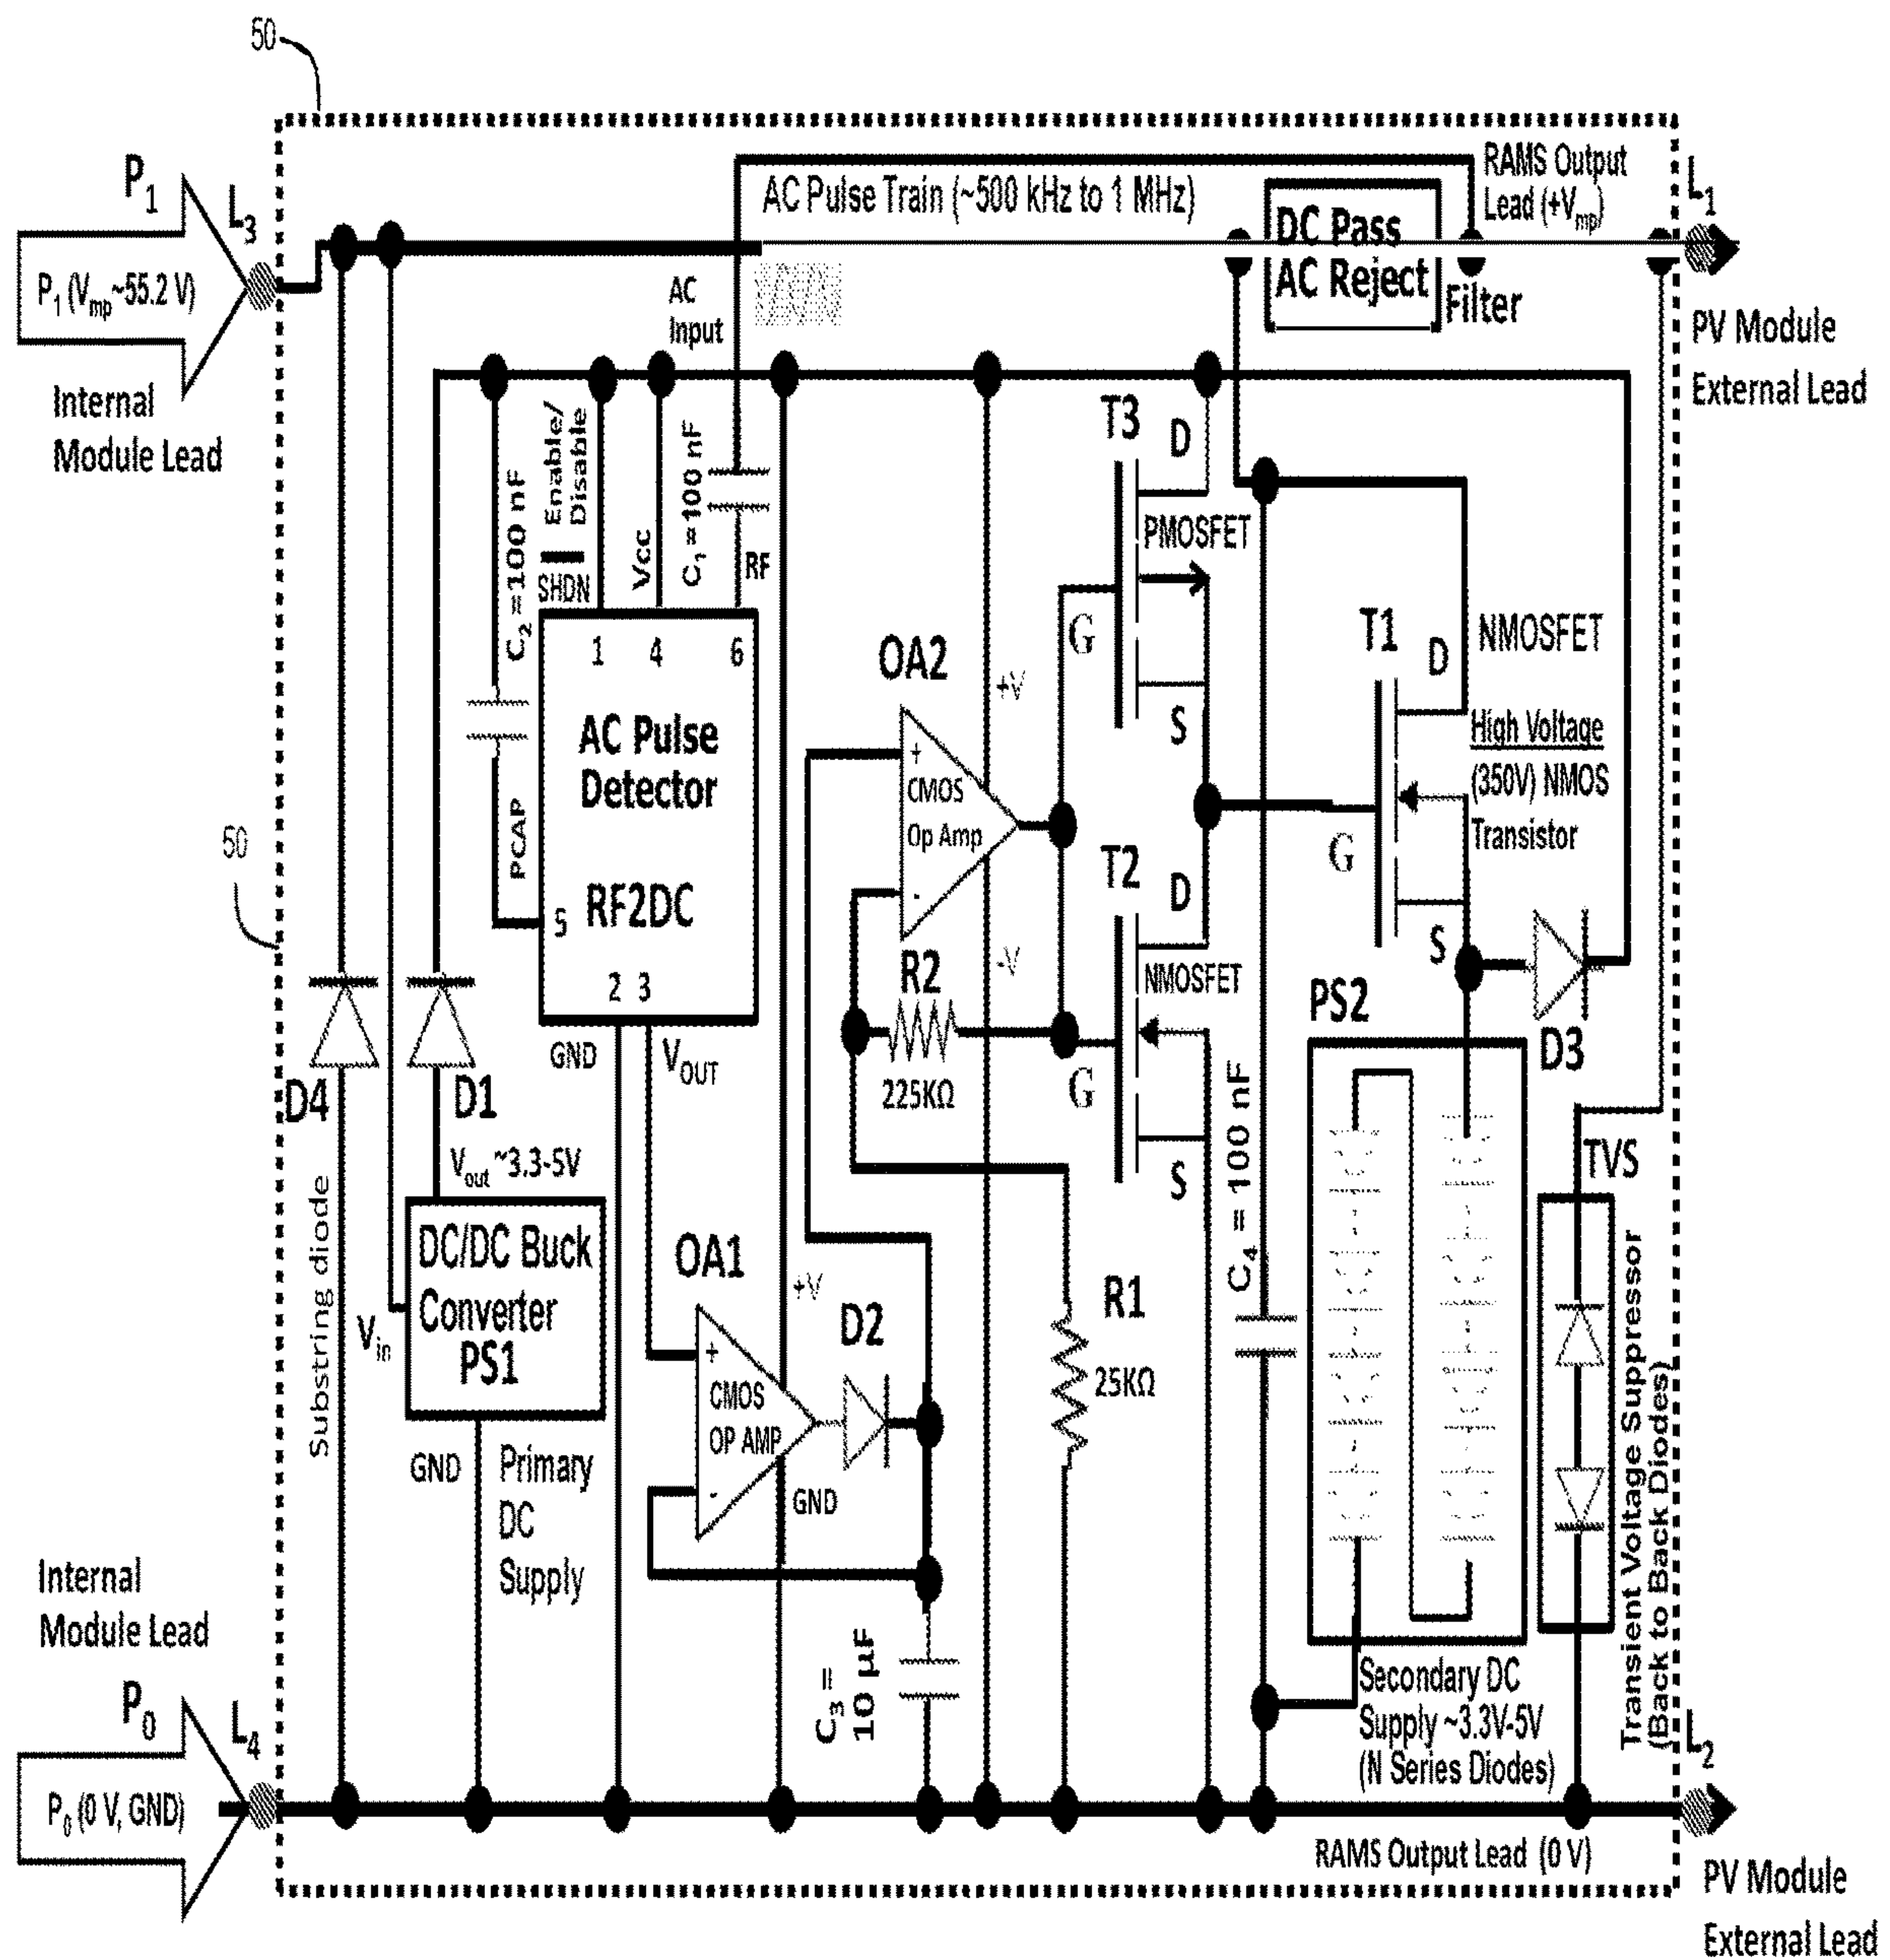 50
P1
L3
P1 (Vmp~55.2 V)
Internal
Module Lead
AC Pulse Train (~500 kHz to 1 MHz)
RAMS Output
Lead (+Vmp)
L1
DC Pass
AC Reject
Filter
PV Module
External Lead
AC
Input
C2 =100 nF
Enable/
Disable
SHDN
Vcc
C1 =100 nF
RF
1 4 6
AC Pulse
Detector
RF2DC
5
PCAP
2 3
GND
VOUT
T3
D
PMOSFET
G
S
OA2
+V
+
CMOS
Op Amp
-
-V
T1
D
NMOSFET
High Voltage
(350V) NMOS
Transistor
G
S
T2
D
NMOSFET
G
S
R2
225KΩ
50
D4
Substring diode
D1
Vout ~3.3-5V
DC/DC Buck
Converter
PS1
Vin
GND
Primary
DC
Supply
OA1
+V
+
CMOS
OP AMP
-
GND
D2
C3 =
10 µF
R1
25KΩ
C4 = 100 nF
PS2
D3
Secondary DC
Supply ~3.3V-5V
(N Series Diodes)
TVS
Transient Voltage Suppressor
(Back to Back Diodes)
Internal
Module Lead
P0
L4
P0 (0 V, GND)
RAMS Output Lead (0 V)
L2
PV Module
External Lead